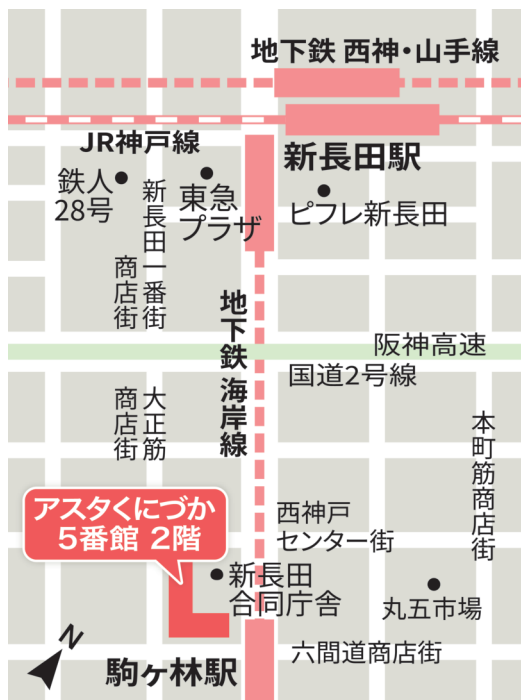 地下鉄 西神・山手線
JR神戸線
新長田駅
鉄人
28号
新長田一番街
商店街
東急
プラザ
ピフレ新長田
地下鉄 海岸線
阪神高速
国道2号線
大正筋
商店街
本町筋商店街
アスタくにづか
5番館 2階
西神戸
センター街
新長田
合同庁舎
丸五市場
六間道商店街
駒ヶ林駅
N